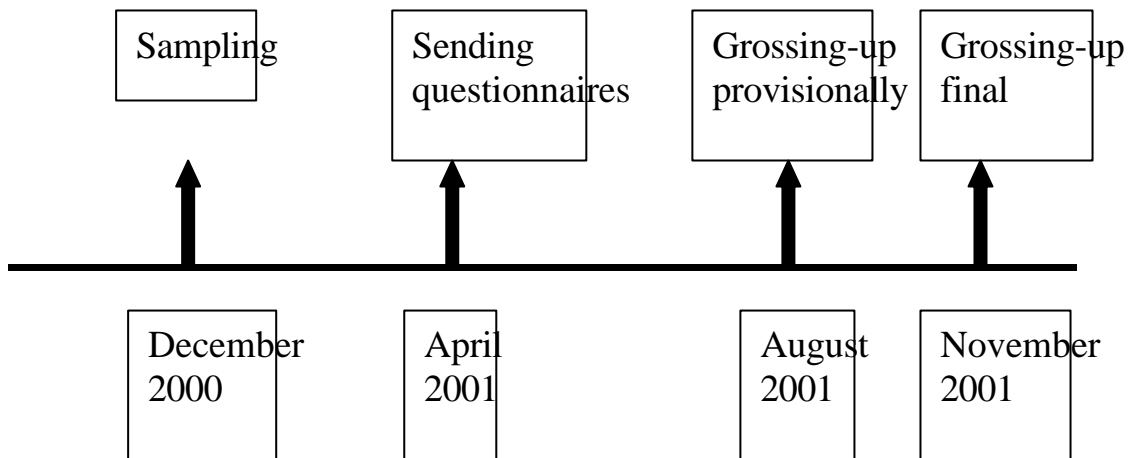 Sampling
Sending
questionnaires
Grossing-up
provisionally
Grossing-up
final
December
2000
April
2001
August
2001
November
2001